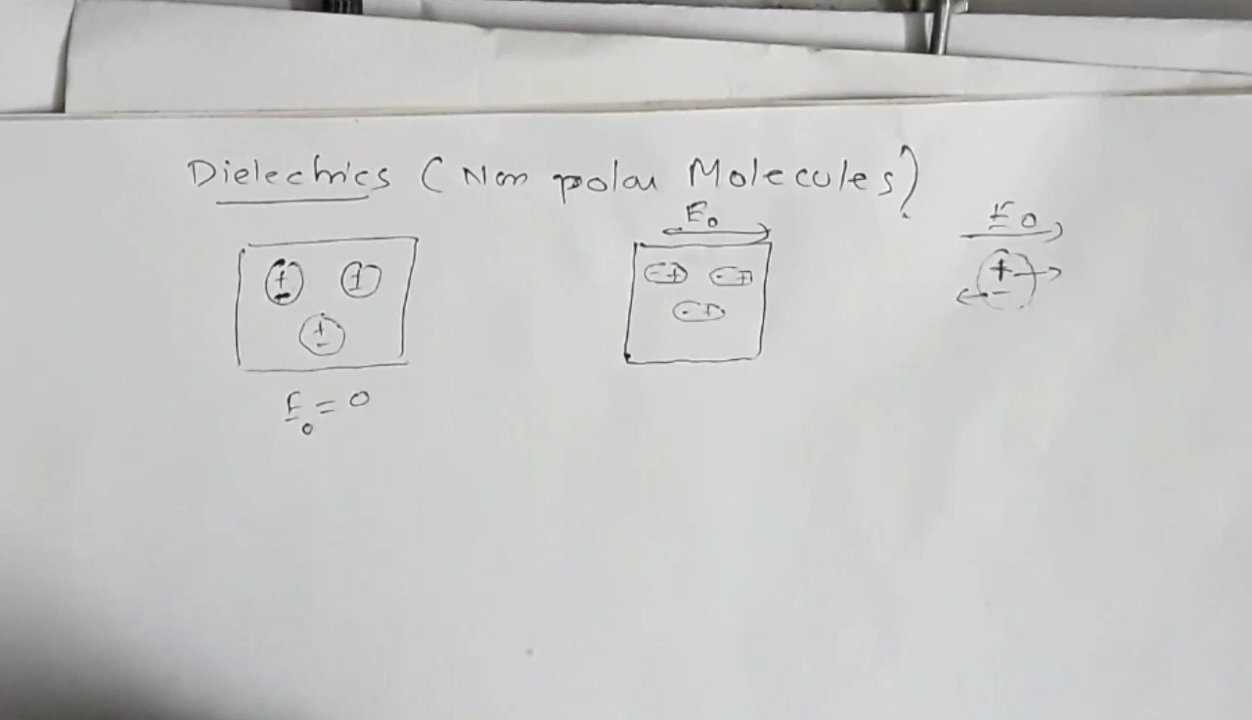 Dielectrics (Non polar Molecules)
E₀
E₀
+
- + - +
+
-
- +
+
-
E₀ = 0